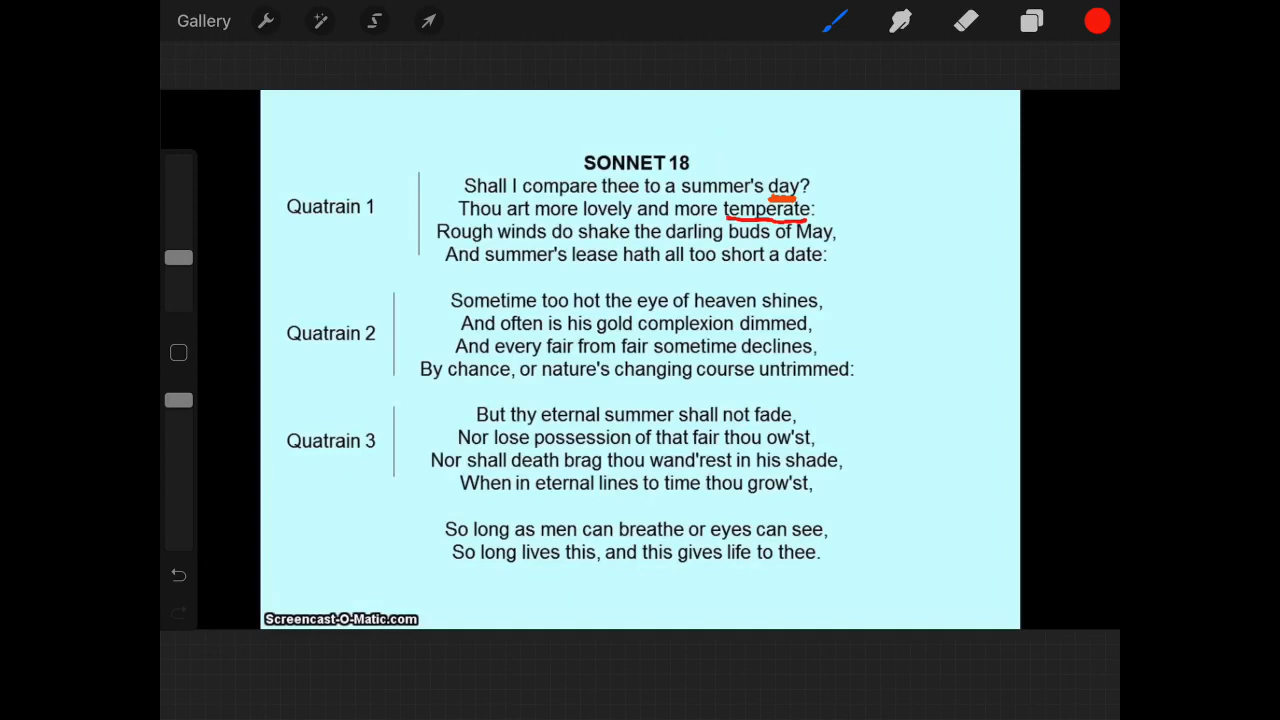 Gallery
SONNET 18
Quatrain 1
Shall I compare thee to a summer's day?
Thou art more lovely and more temperate:
Rough winds do shake the darling buds of May,
And summer's lease hath all too short a date:
Quatrain 2
Sometime too hot the eye of heaven shines,
And often is his gold complexion dimmed,
And every fair from fair sometime declines,
By chance, or nature's changing course untrimmed:
Quatrain 3
But thy eternal summer shall not fade,
Nor lose possession of that fair thou ow'st,
Nor shall death brag thou wand'rest in his shade,
When in eternal lines to time thou grow'st,
So long as men can breathe or eyes can see,
So long lives this, and this gives life to thee.
Screencast-O-Matic.com